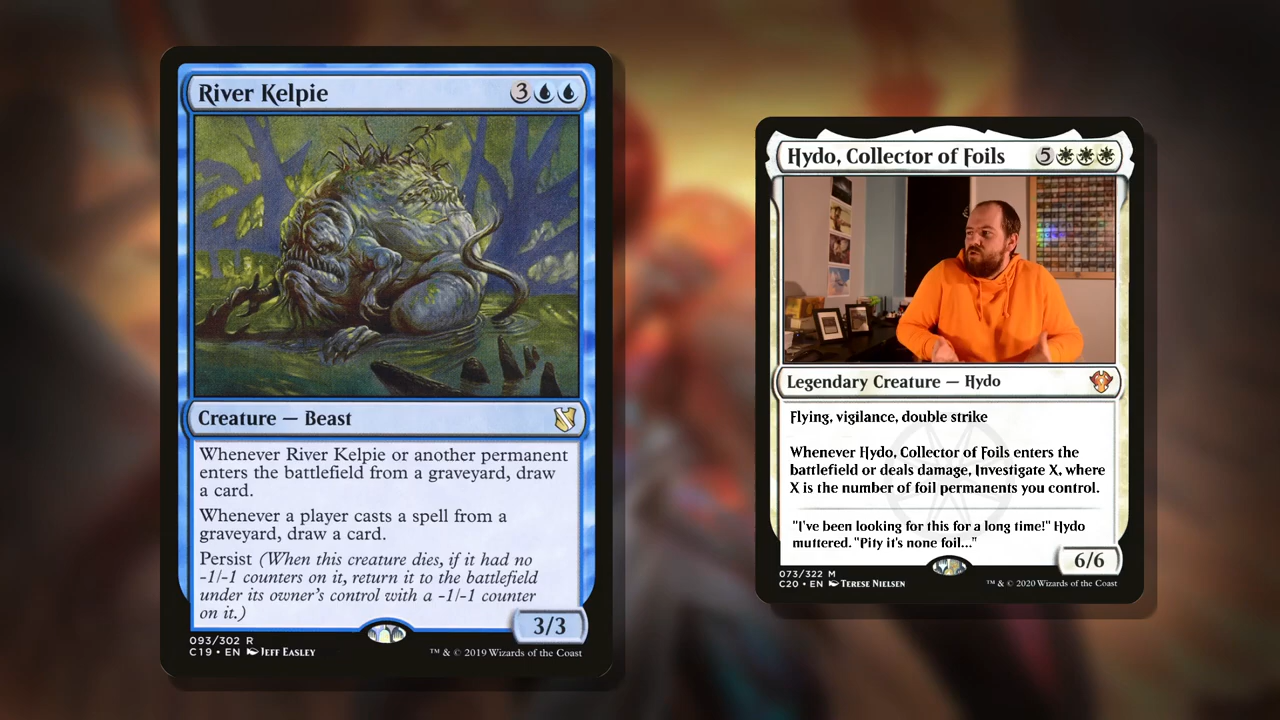 River Kelpie 3
Creature — Beast
Whenever River Kelpie or another permanent
enters the battlefield from a graveyard, draw
a card.
Whenever a player casts a spell from a
graveyard, draw a card.
Persist (When this creature dies, if it had no
-1/-1 counters on it, return it to the battlefield
under its owner's control with a -1/-1 counter
on it.)
3/3
093/302 R
C19 • EN Jeff Easley
™ & © 2019 Wizards of the Coast
Hydo, Collector of Foils 5
Legendary Creature — Hydo
Flying, vigilance, double strike
Whenever Hydo, Collector of Foils enters the
battlefield or deals damage, Investigate X, where
X is the number of foil permanents you control.
"I've been looking for this for a long time!" Hydo
muttered. "Pity it's none foil..."
6/6
073/322 M
C20 • EN Terese Nielsen
™ & © 2020 Wizards of the Coast